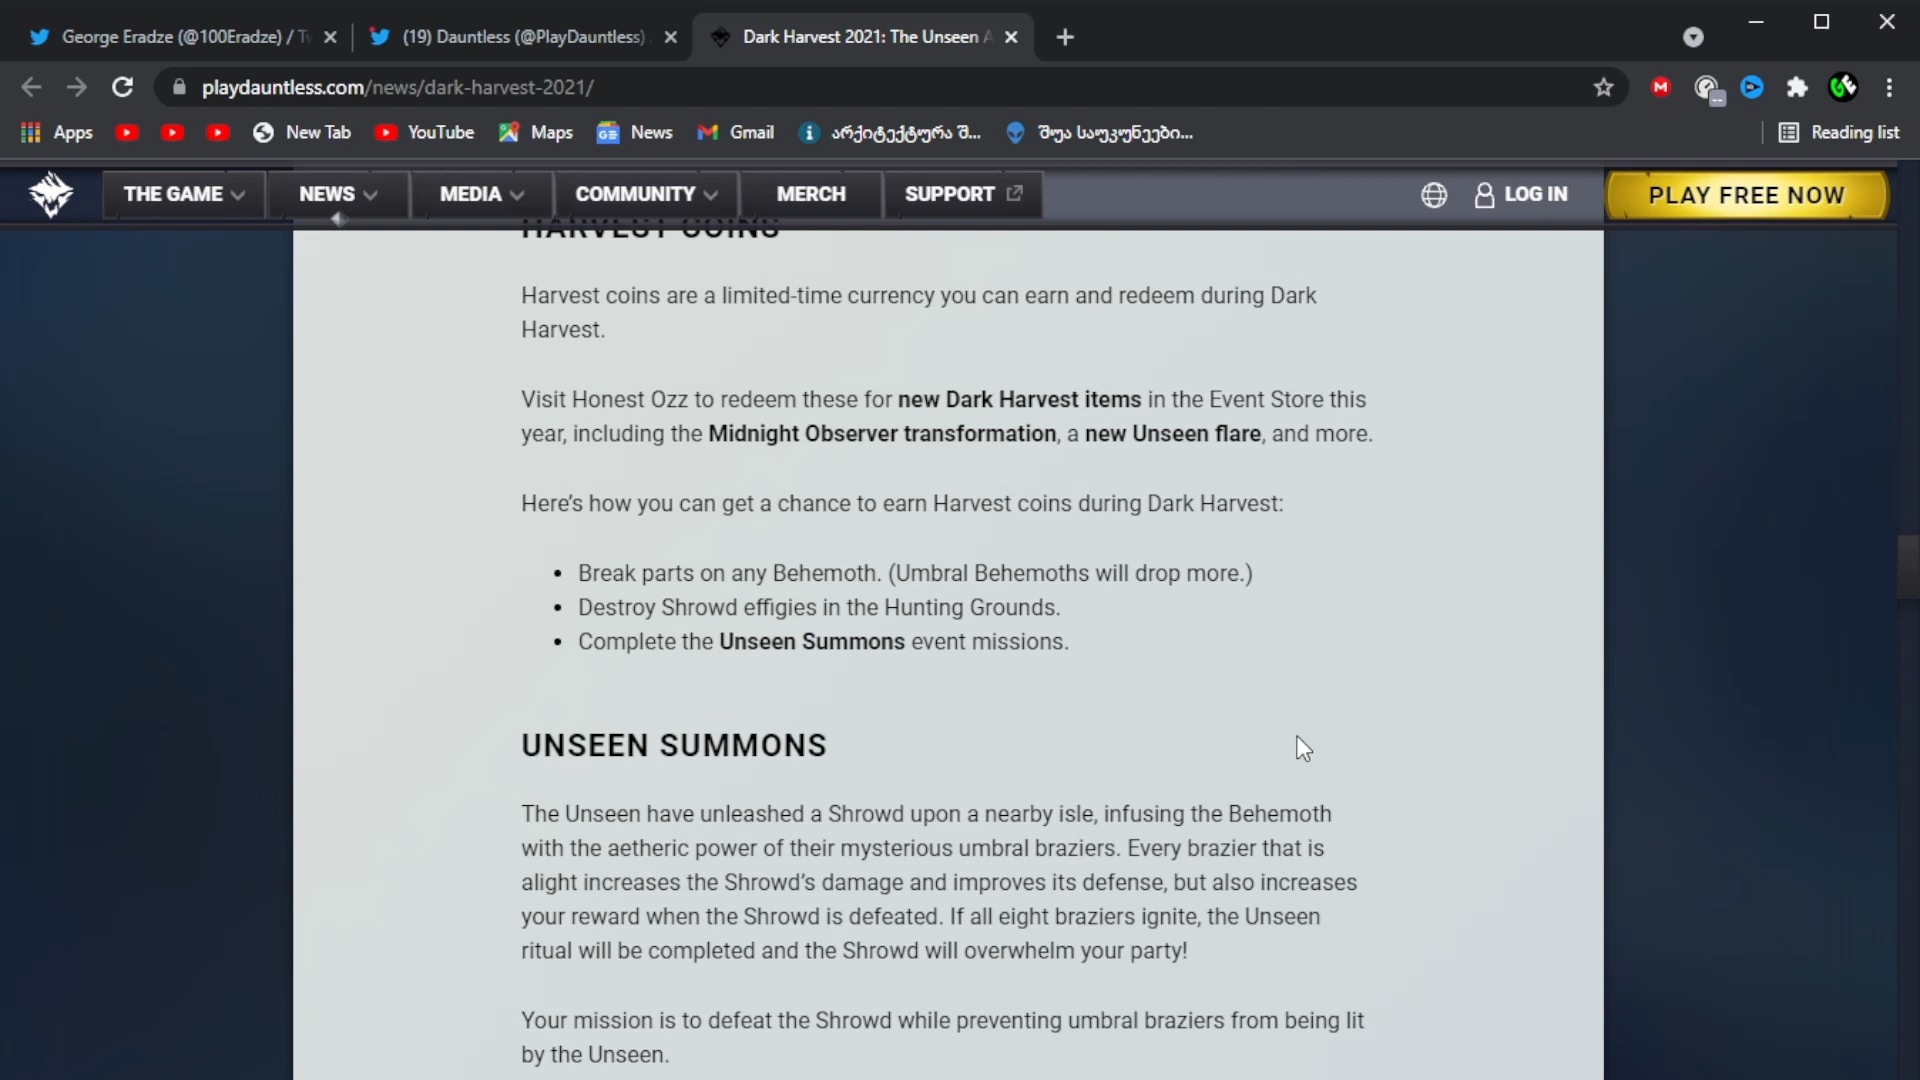 George Eradze (@100Eradze) / Tw
(19) Dauntless (@PlayDauntless)
Dark Harvest 2021: The Unseen A
playdauntless.com/news/dark-harvest-2021/
Apps
New Tab
YouTube
Maps
News
Gmail
არქიტექტურა შ...
შუა საუკუნეები...
Reading list
THE GAME
NEWS
MEDIA
COMMUNITY
MERCH
SUPPORT
LOG IN
PLAY FREE NOW
HARVEST COINS
Harvest coins are a limited-time currency you can earn and redeem during Dark
Harvest.
Visit Honest Ozz to redeem these for new Dark Harvest items in the Event Store this
year, including the Midnight Observer transformation, a new Unseen flare, and more.
Here's how you can get a chance to earn Harvest coins during Dark Harvest:
• Break parts on any Behemoth. (Umbral Behemoths will drop more.)
• Destroy Shrowd effigies in the Hunting Grounds.
• Complete the Unseen Summons event missions.
UNSEEN SUMMONS
The Unseen have unleashed a Shrowd upon a nearby isle, infusing the Behemoth
with the aetheric power of their mysterious umbral braziers. Every brazier that is
alight increases the Shrowd's damage and improves its defense, but also increases
your reward when the Shrowd is defeated. If all eight braziers ignite, the Unseen
ritual will be completed and the Shrowd will overwhelm your party!
Your mission is to defeat the Shrowd while preventing umbral braziers from being lit
by the Unseen.